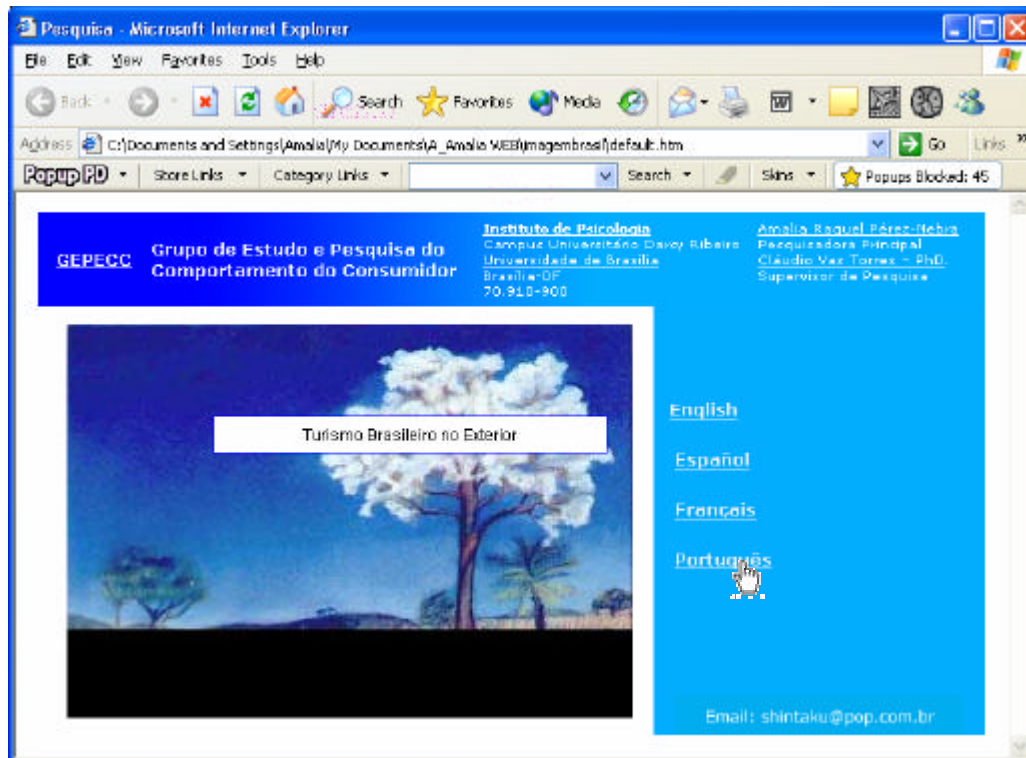 Pesquisa - Microsoft Internet Explorer
File Edit View Favorites Tools Help
Back Search Favorites Media
Address C:\Documents and Settings\Amalia\My Documents\A_Amalia WEB\imagembrasil\default.htm Go Links
PopupPD Store Links Category Links Search Skins Popups Blocked: 45
GEPECC
Grupo de Estudo e Pesquisa do
Comportamento do Consumidor
Instituto de Psicologia
Campus Universitário Darcy Ribeiro
Universidade de Brasília
Brasília-DF
70.910-900
Amalia Raquel Pérez-Nebra
Pesquisadora Principal
Cláudio Vaz Torres - PhD.
Supervisor de Pesquisa
Turismo Brasileiro no Exterior
English
Español
Français
Português
Email: shintaku@pop.com.br